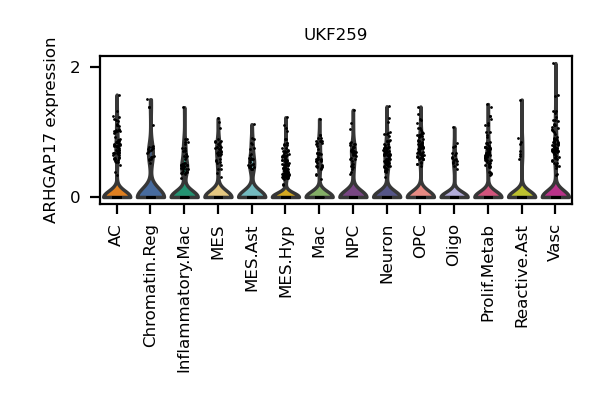 UKF259
ARHGAP17 expression
2
0
AC
Chromatin.Reg
Inflammatory.Mac
MES
MES.Ast
MES.Hyp
Mac
NPC
Neuron
OPC
Oligo
Prolif.Metab
Reactive.Ast
Vasc